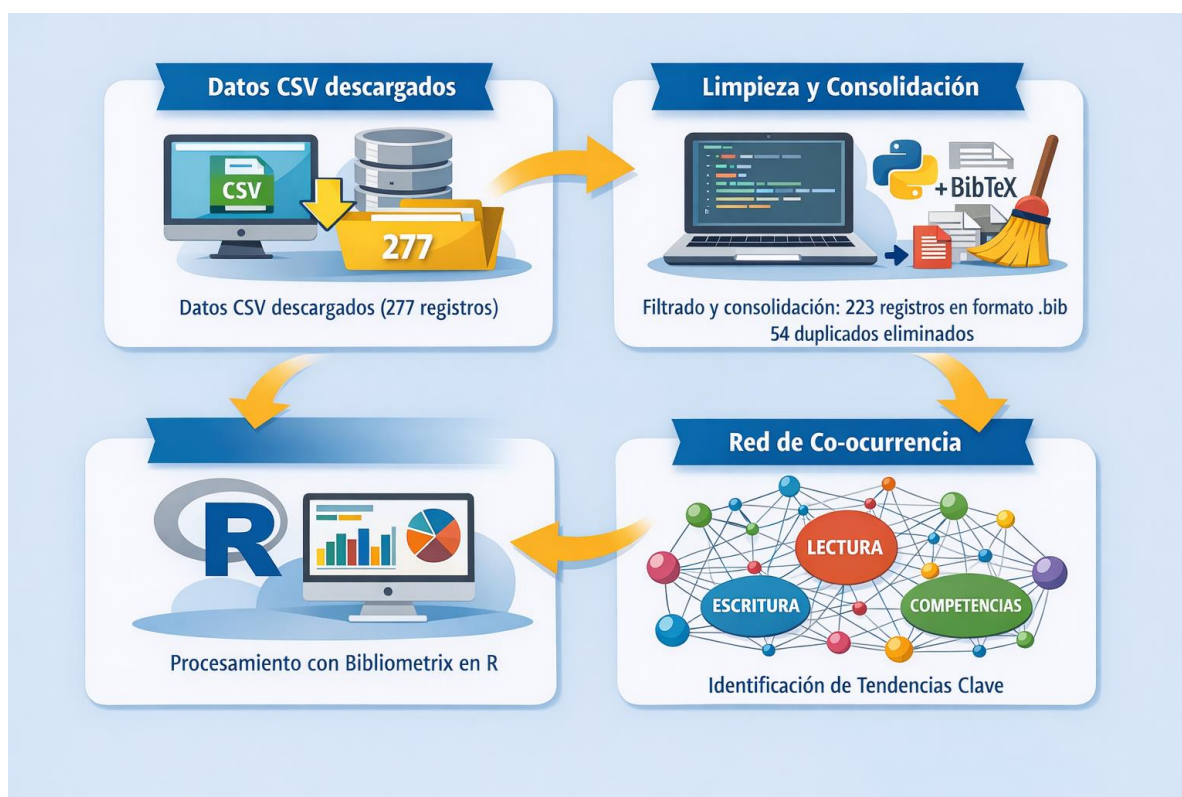 Datos CSV descargados
CSV
277
Datos CSV descargados (277 registros)
Limpieza y Consolidación
+ BibTeX
Filtrado y consolidación: 223 registros en formato .bib
54 duplicados eliminados
R
Procesamiento con Bibliometrix en R
Red de Co-ocurrencia
LECTURA
ESCRITURA
COMPETENCIAS
Identificación de Tendencias Clave